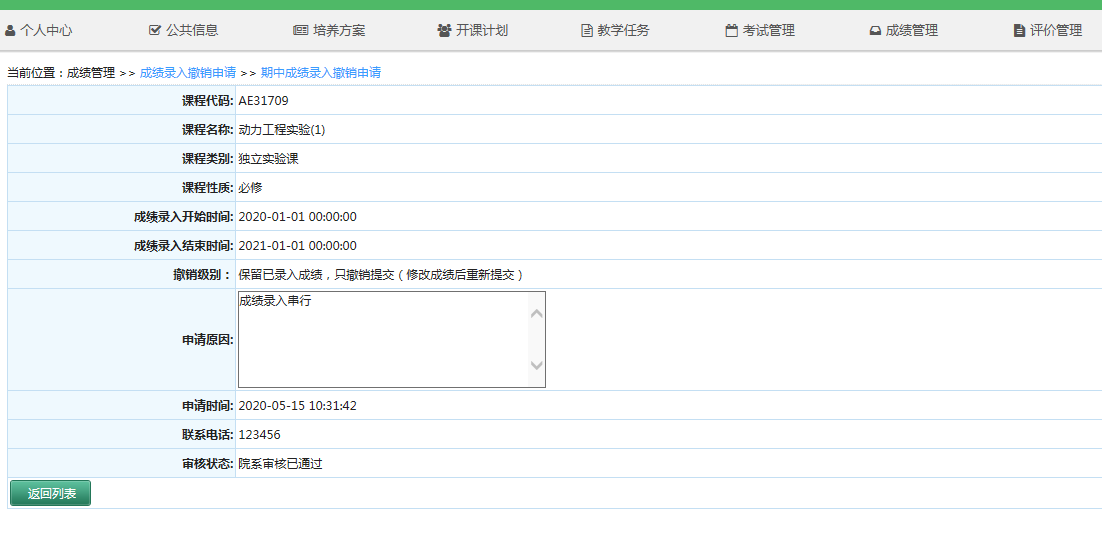 个人中心 公共信息 培养方案 开课计划 教学任务 考试管理 成绩管理 评价管理
当前位置：成绩管理 >> 成绩录入撤销申请 >> 期中成绩录入撤销申请
课程代码: AE31709
课程名称: 动力工程实验(1)
课程类别: 独立实验课
课程性质: 必修
成绩录入开始时间: 2020-01-01 00:00:00
成绩录入结束时间: 2021-01-01 00:00:00
撤销级别： 保留已录入成绩，只撤销提交（修改成绩后重新提交）
申请原因: 成绩录入串行
申请时间: 2020-05-15 10:31:42
联系电话: 123456
审核状态: 院系审核已通过
返回列表